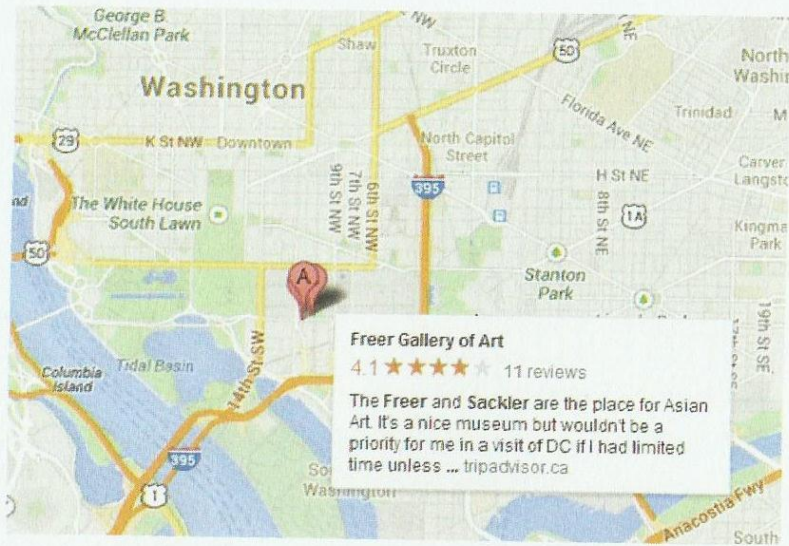 George B.
McClellan Park
NW
Shaw
Truxton
Circle
50
NE
North
Washin
Washington
Florida Ave NE
Trinidad
M
29
K St NW
Downtown
North Capitol
Street
Carver
Langsto
H St NE
395
8th St NE
1A
The White House
South Lawn
9th St NW
7th St NW
6th St NW
Kingma
Park
50
nd
A
Stanton
Park
19th St SE
Freer Gallery of Art
4.1
11 reviews
The Freer and Sackler are the place for Asian
Art. It's a nice museum but wouldn't be a
priority for me in a visit of DC if I had limited
time unless ... tripadvisor.ca
Columbia
Island
Tidal Basin
14th St SW
395
1
So
Washington
Anacostia Fwy
South